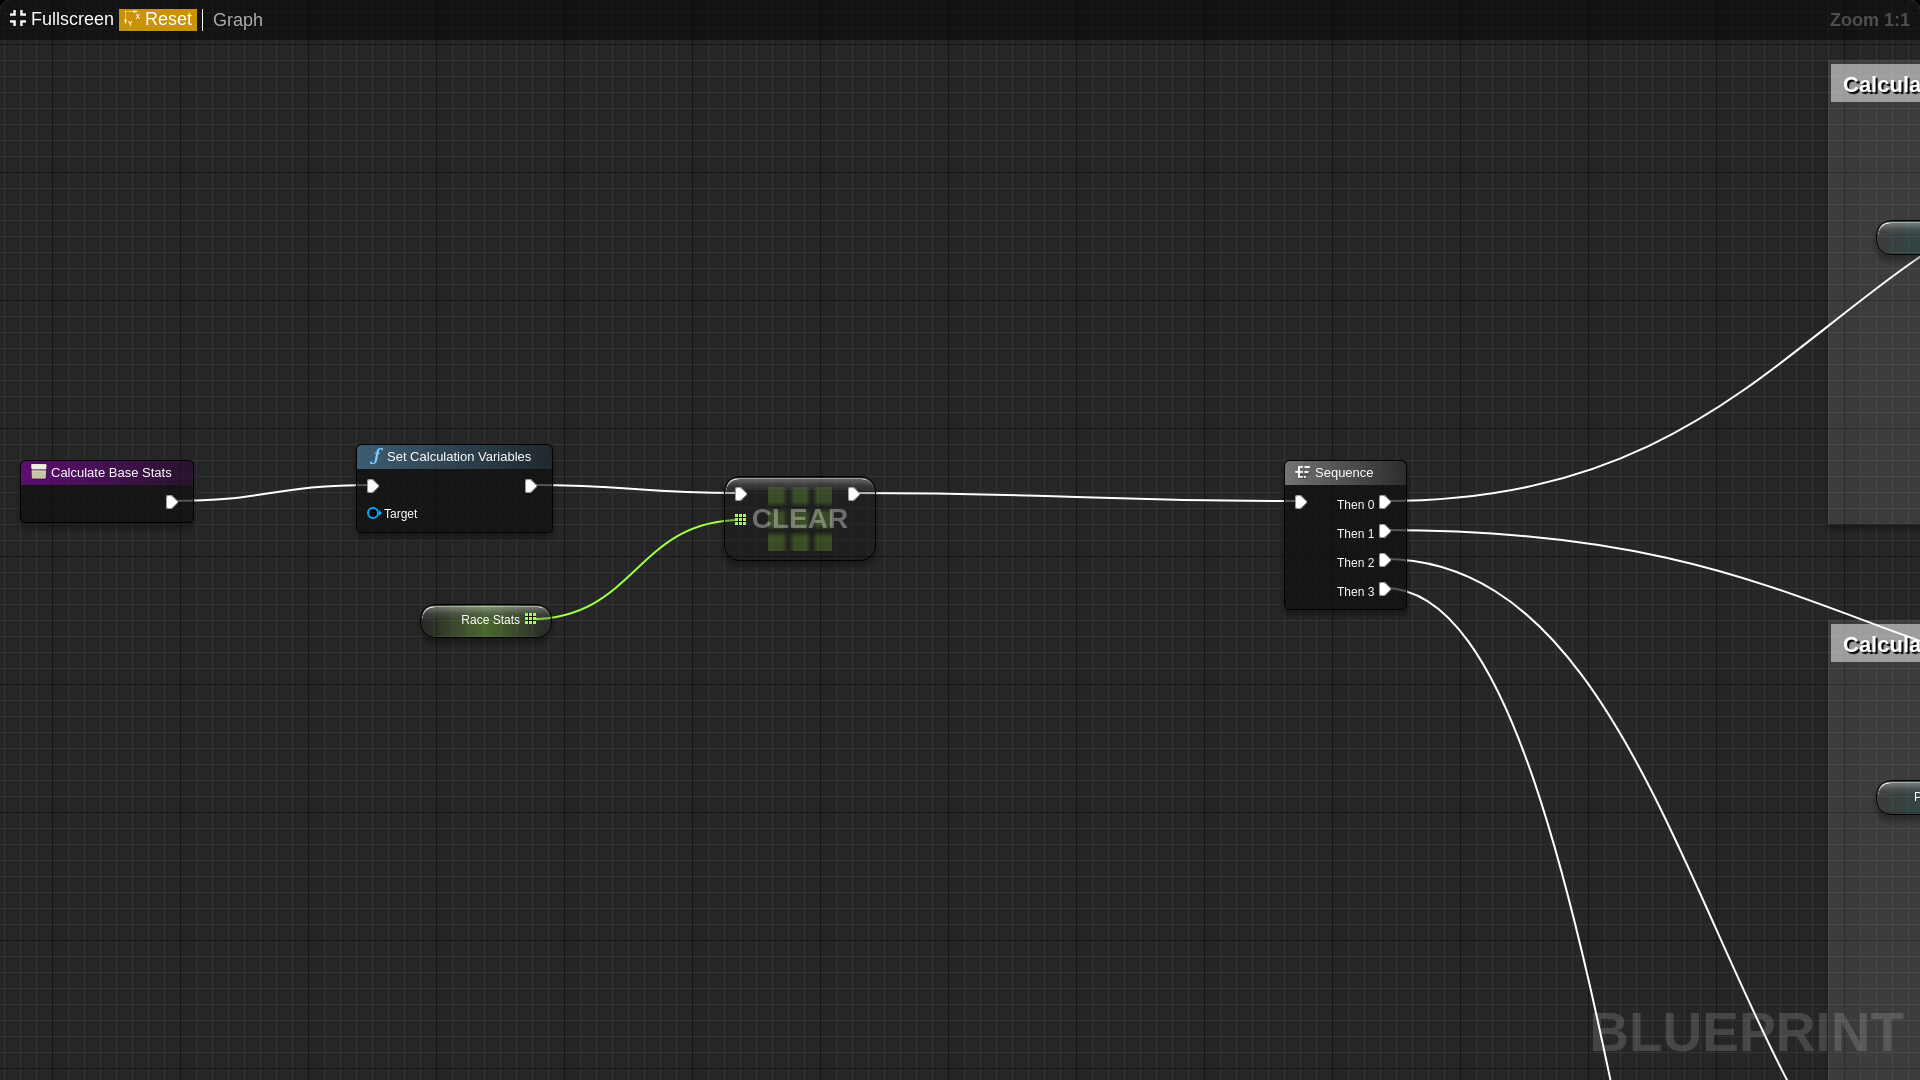 Fullscreen Reset Graph
Zoom 1:1
Calcula
Calculate Base Stats
Set Calculation Variables
Target
CLEAR
Race Stats
Sequence
Then 0
Then 1
Then 2
Then 3
Calcula
P
BLUEPRINT